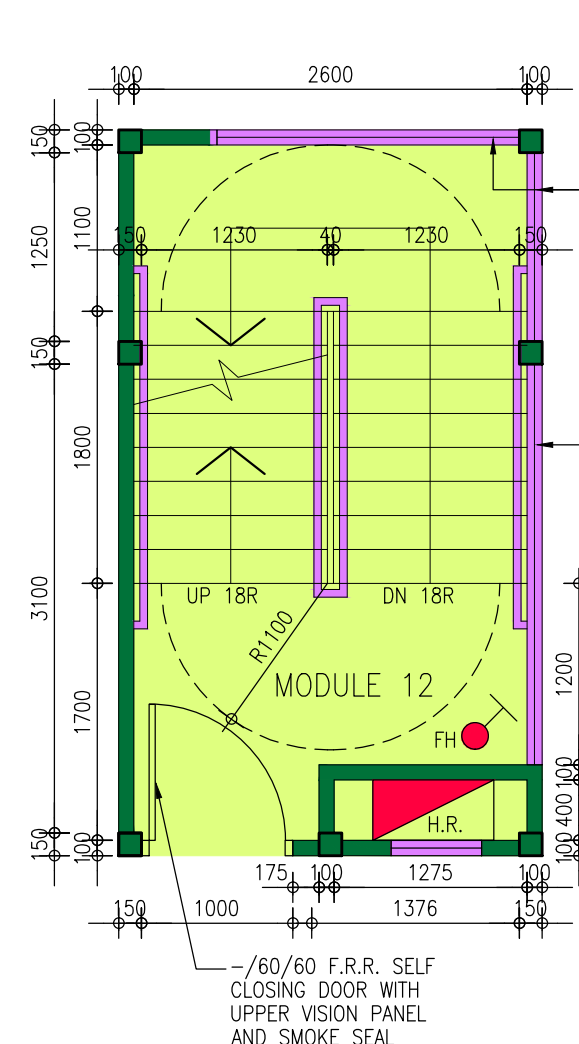 100 2600 100
150 1230 40 1230 150
150
1250
150
3100
150
100
1100
1800
1700
100
UP 18R DN 18R
R1100
MODULE 12
FH
H.R.
1200
100
400
100
175 100 1275 100
150 1000 1376 150
-/60/60 F.R.R. SELF
CLOSING DOOR WITH
UPPER VISION PANEL
AND SMOKE SEAL